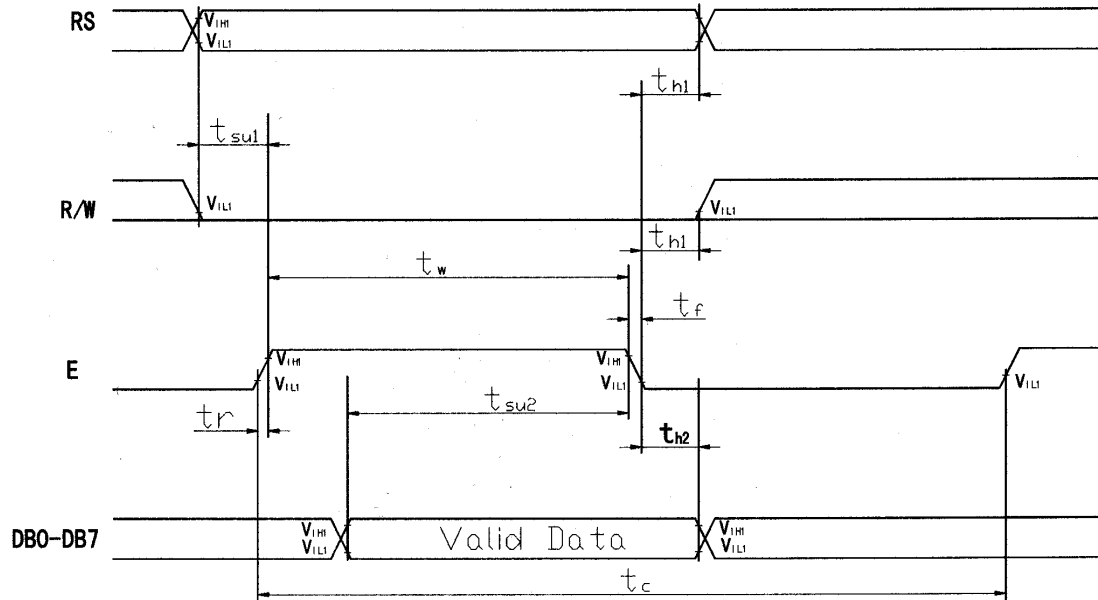 RS
VIH1
VIL1
th1
tsu1
R/W
VIL1
VIL1
th1
tw
tf
E
VIH1
VIL1
VIH1
VIL1
VIL1
tr
tsu2
th2
DB0-DB7
VIH1
VIL1
Valid Data
VIH1
VIL1
tc